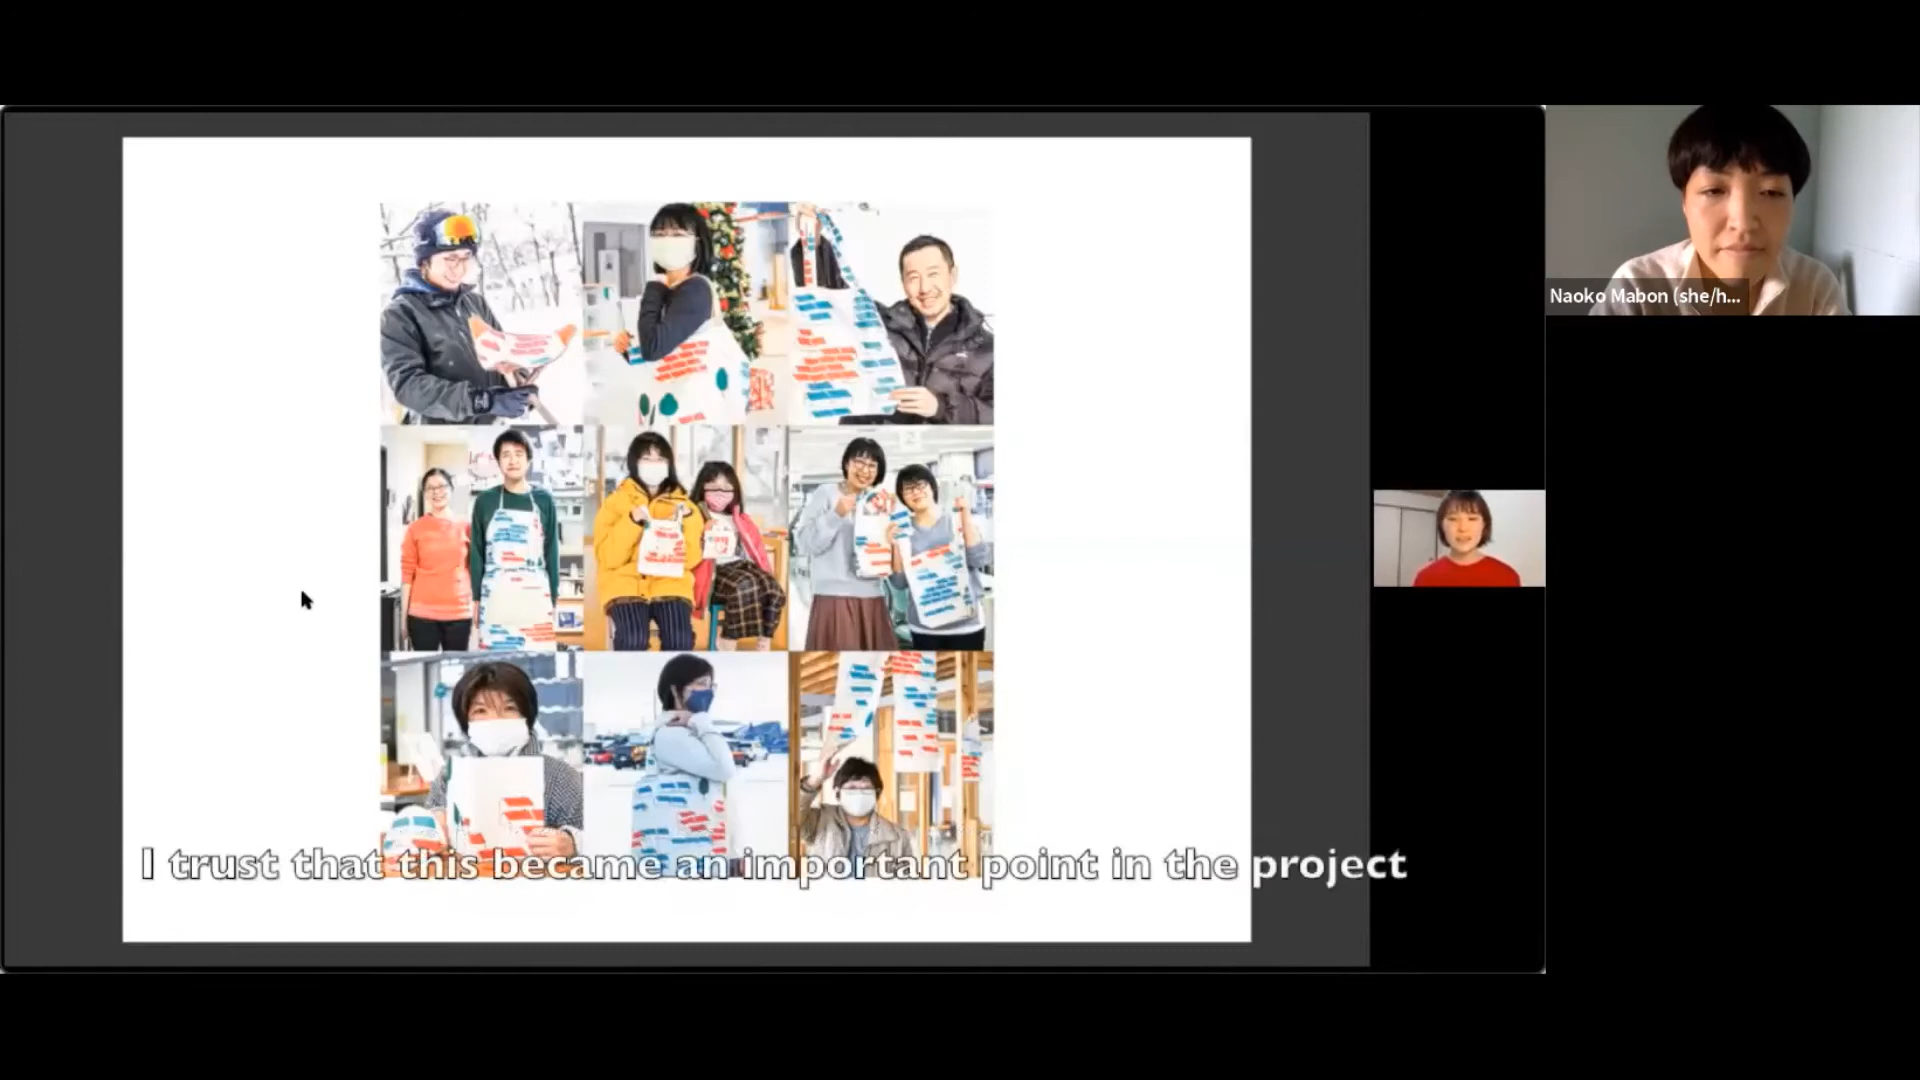 Naoko Mabon (she/h...
I trust that this became an important point in the project